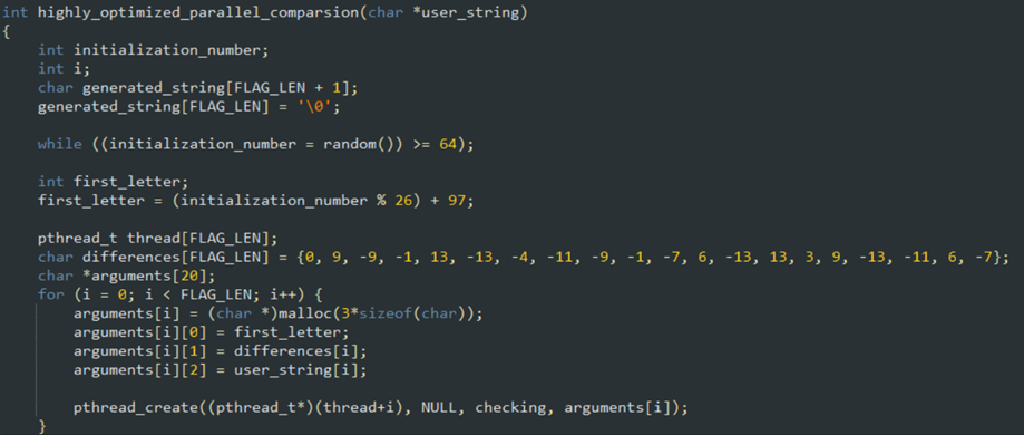 int highly_optimized_parallel_comparsion(char *user_string)
{
    int initialization_number;
    int i;
    char generated_string[FLAG_LEN + 1];
    generated_string[FLAG_LEN] = '\0';

    while ((initialization_number = random()) >= 64);

    int first_letter;
    first_letter = (initialization_number % 26) + 97;

    pthread_t thread[FLAG_LEN];
    char differences[FLAG_LEN] = {0, 9, -9, -1, 13, -13, -4, -11, -9, -1, -7, 6, -13, 13, 3, 9, -13, -11, 6, -7};
    char *arguments[20];
    for (i = 0; i < FLAG_LEN; i++) {
        arguments[i] = (char *)malloc(3*sizeof(char));
        arguments[i][0] = first_letter;
        arguments[i][1] = differences[i];
        arguments[i][2] = user_string[i];

        pthread_create((pthread_t*)(thread+i), NULL, checking, arguments[i]);
    }